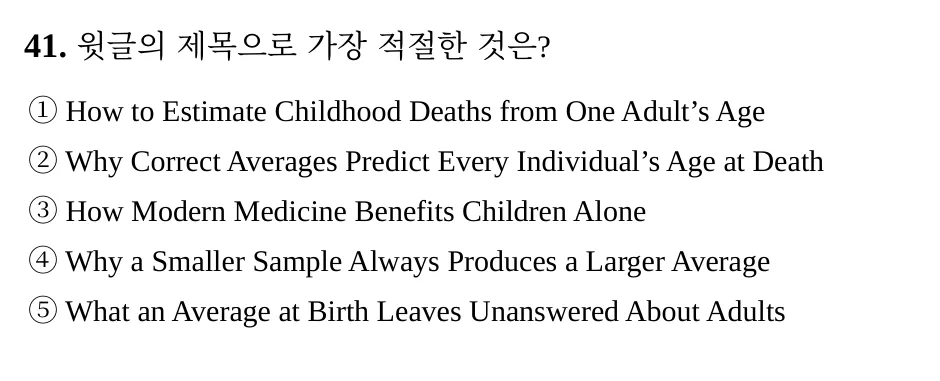 41. 윗글의 제목으로 가장 적절한 것은?
① How to Estimate Childhood Deaths from One Adult’s Age
② Why Correct Averages Predict Every Individual’s Age at Death
③ How Modern Medicine Benefits Children Alone
④ Why a Smaller Sample Always Produces a Larger Average
⑤ What an Average at Birth Leaves Unanswered About Adults